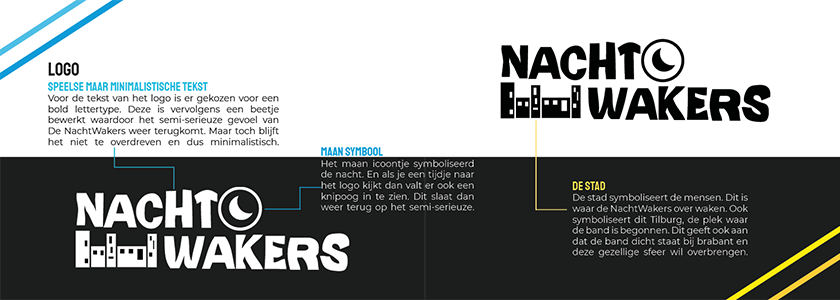 LOGO
SPEELSE MAAR MINIMALISTISCHE TEKST
Voor de tekst van het logo is er gekozen voor een
bold lettertype. Deze is vervolgens een beetje
bewerkt waardoor het semi-serieuze gevoel van
De NachtWakers weer terugkomt. Maar toch blijft
het niet te overdreven en dus minimalistisch.
NACHT
WAKERS
MAAN SYMBOOL
Het maan icoontje symboliseerd
de nacht. En als je een tijdje naar
het logo kijkt dan valt er ook een
knipoog in te zien. Dit slaat dan
weer terug op het semi-serieuze.
NACHT
WAKERS
DE STAD
De stad symboliseert de mensen. Dit is
waar de NachtWakers over waken. Ook
symboliseert dit Tilburg, de plek waar
de band is begonnen. Dit geeft ook aan
dat de band dicht staat bij brabant en
deze gezellige sfeer wil overbrengen.